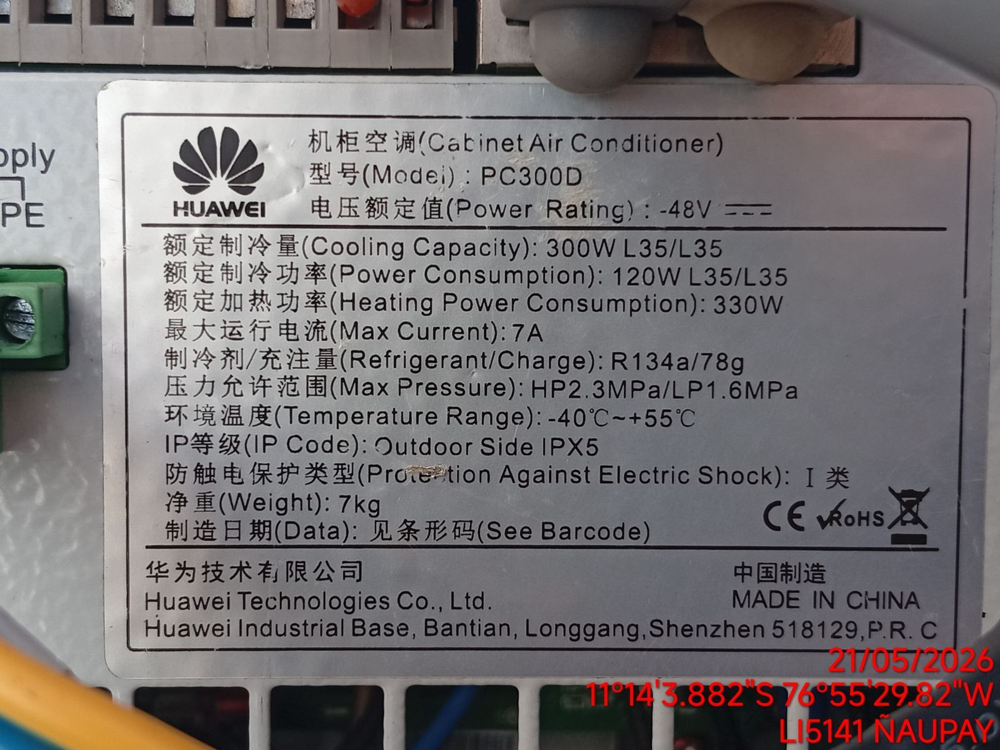 pply
PE
HUAWEI
机柜空调(Cabinet Air Conditioner)
型号(Model) : PC300D
电压额定值(Power Rating) : -48V
额定制冷量(Cooling Capacity): 300W L35/L35
额定制冷功率(Power Consumption): 120W L35/L35
额定加热功率(Heating Power Consumption): 330W
最大运行电流(Max Current): 7A
制冷剂/充注量(Refrigerant/Charge): R134a/78g
压力允许范围(Max Pressure): HP2.3MPa/LP1.6MPa
环境温度(Temperature Range): -40℃~+55℃
IP等级(IP Code): Outdoor Side IPX5
防触电保护类型(Protection Against Electric Shock): I 类
净重(Weight): 7kg
制造日期(Data): 见条形码(See Barcode)
CE RoHS
华为技术有限公司
Huawei Technologies Co., Ltd.
Huawei Industrial Base, Bantian, Longgang,Shenzhen 518129,P.R. C
中国制造
MADE IN CHINA
21/05/2026
11°14'3.882"S 76°55'29.82"W
LI5141 ÑAUPAY